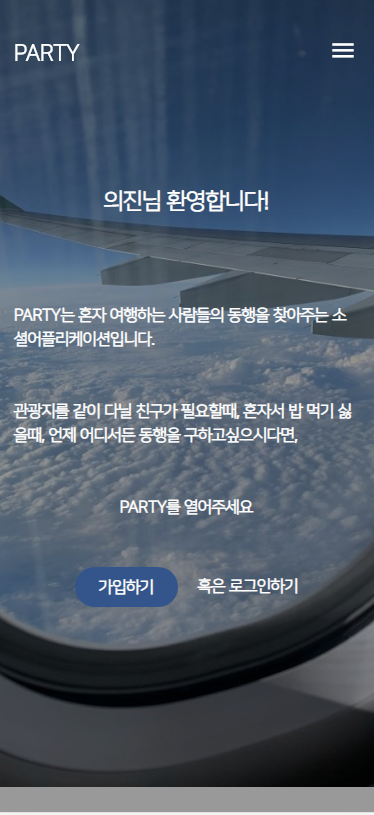 PARTY
의진님 환영합니다!
PARTY는 혼자 여행하는 사람들의 동행을 찾아주는 소
셜어플리케이션입니다.
관광지를 같이 다닐 친구가 필요할때, 혼자서 밥 먹기 싫
을때, 언제 어디서든 동행을 구하고싶으시다면,
PARTY를 열어주세요
가입하기 혹은 로그인하기